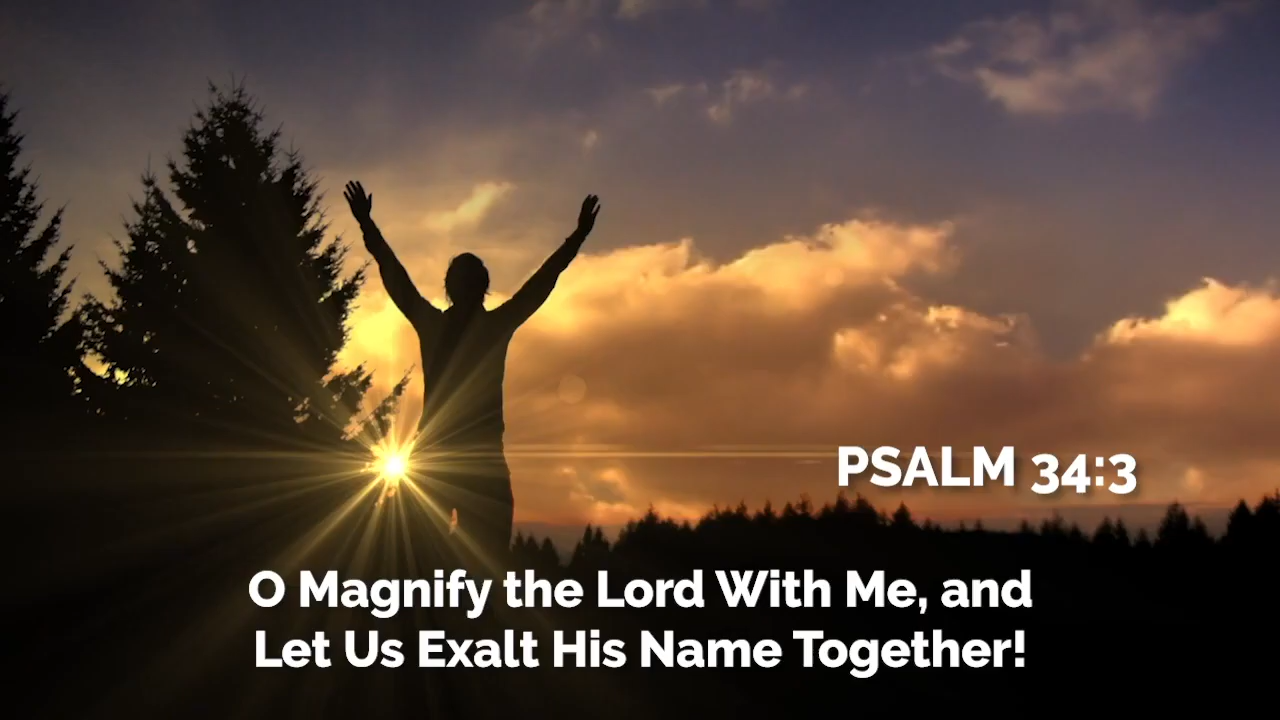 PSALM 34:3
O Magnify the Lord With Me, and
Let Us Exalt His Name Together!